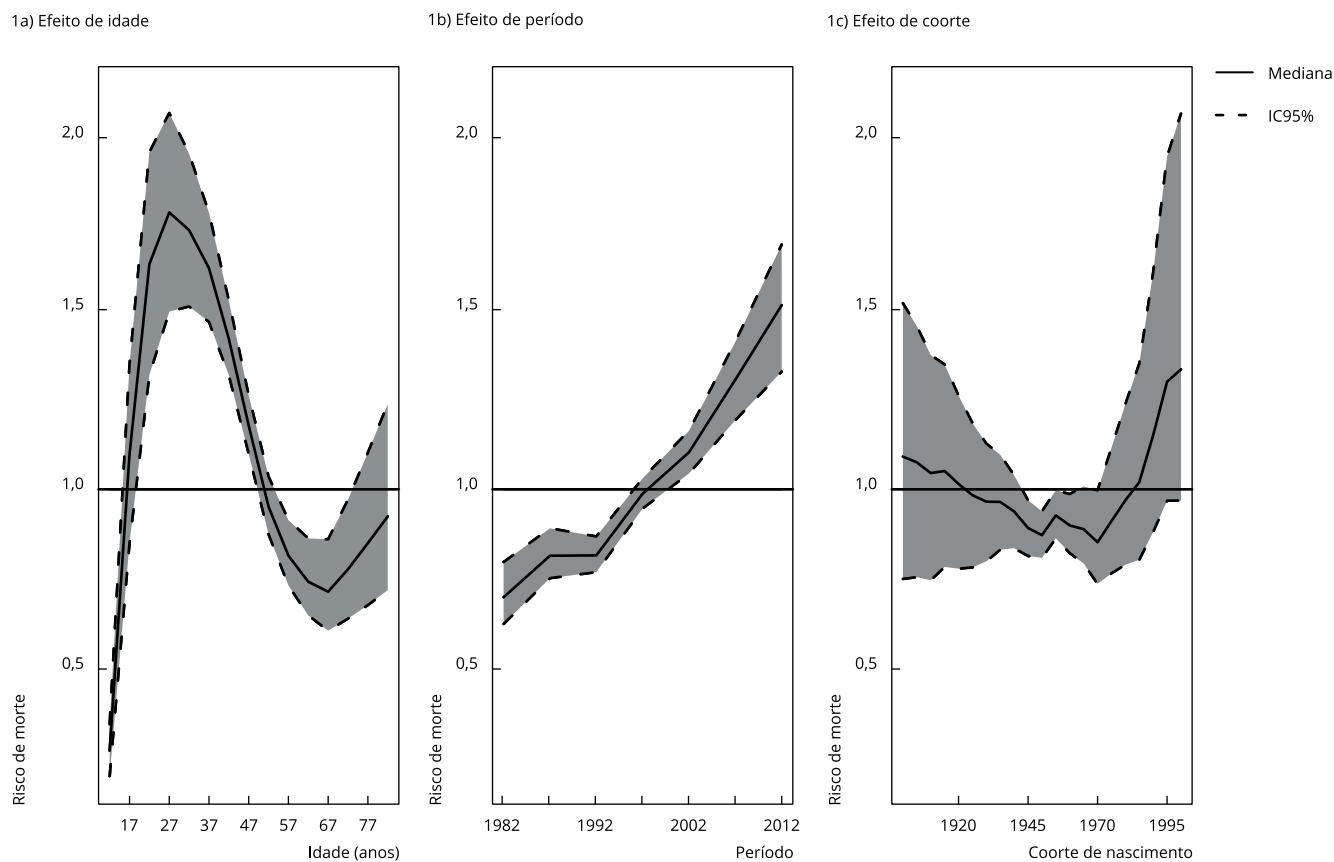 1a) Efeito de idade
2,0
1,5
1,0
0,5
Risco de morte
17 27 37 47 57 67 77
Idade (anos)
1b) Efeito de período
2,0
1,5
1,0
0,5
Risco de morte
1982 1992 2002 2012
Período
1c) Efeito de coorte
2,0
1,5
1,0
0,5
Risco de morte
1920 1945 1970 1995
Coorte de nascimento
Mediana
IC95%